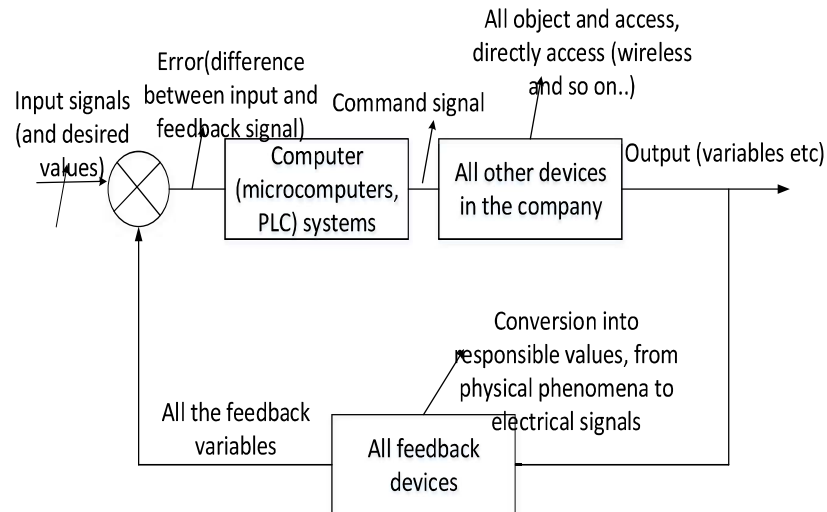 Input signals
(and desired
values)
Error(difference
between input and
feedback signal)
Computer
(microcomputers,
PLC) systems
Command signal
All object and access,
directly access (wireless
and so on..)
All other devices
in the company
Output (variables etc)
Conversion into
responsible values, from
physical phenomena to
electrical signals
All feedback
devices
All the feedback
variables